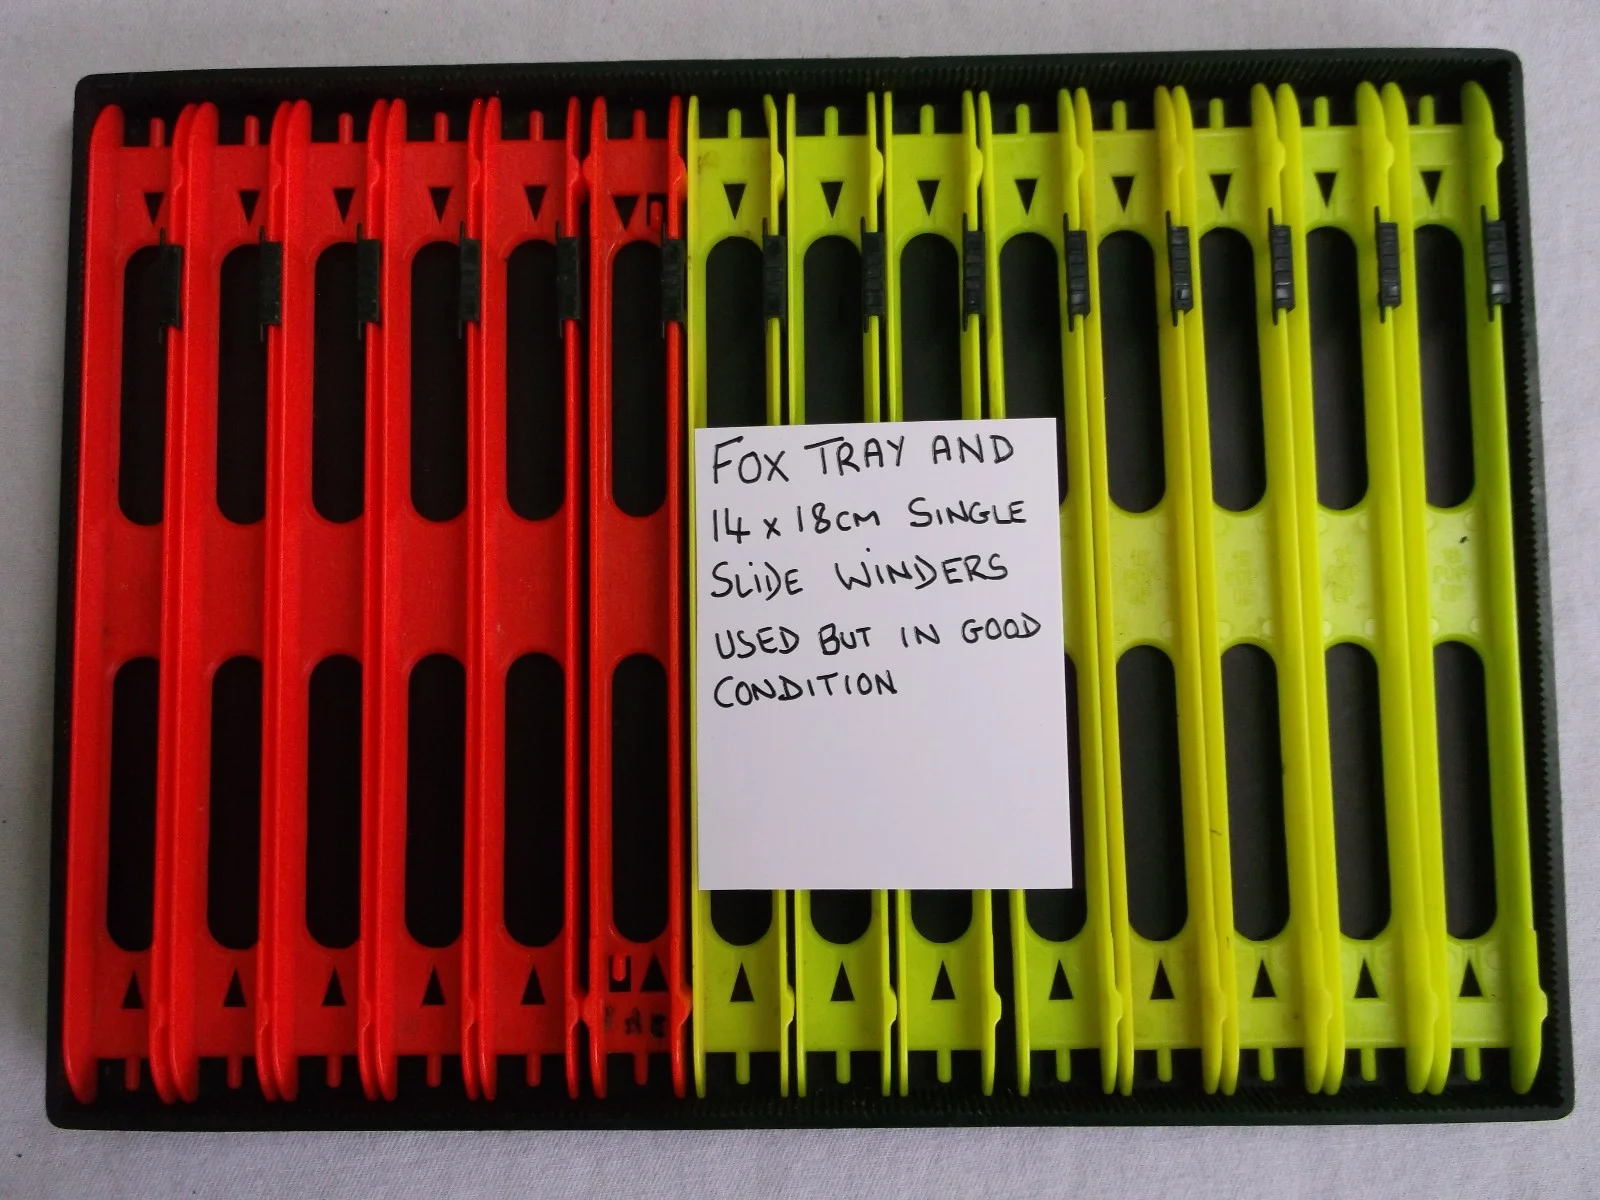 FOX TRAY AND
14 x 18CM SINGLE
SLIDE WINDERS
USED BUT IN GOOD
CONDITION